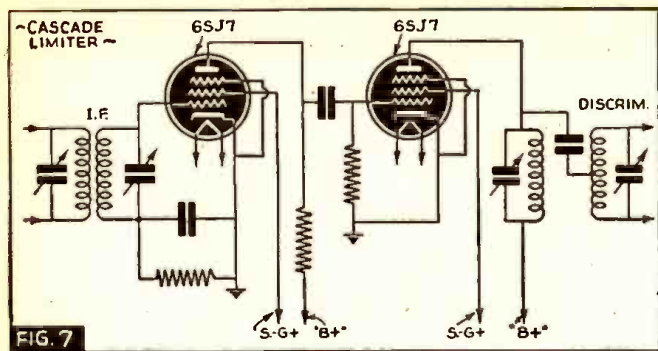 ~CASCADE
LIMITER~
6SJ7
6SJ7
I.F.
DISCRIM.
S.-G+
"B+"
S.-G+
"B+"
FIG. 7